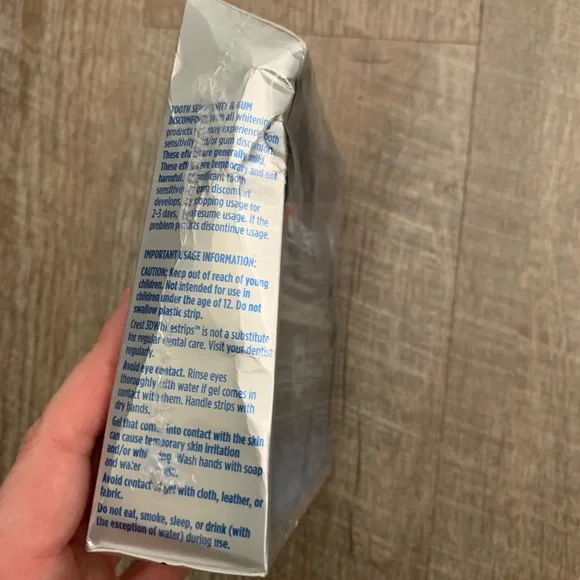 TOOTH SENSITIVITY & GUM
DISCOMFORT: With all whitening
products may experience tooth
sensitivity and/or gum discomfort.
These effects are generally mild.
These effects are temporary and not
harmful. significant tooth
sensitivity gum discomfort
develops, stopping usage for
2-3 days, then resume usage. If the
problem persists discontinue usage.
IMPORTANT USAGE INFORMATION:
CAUTION: Keep out of reach of young
children. Not intended for use in
children under the age of 12. Do not
swallow plastic strip.
Crest 3DWhitestrips™ is not a substitute
for regular dental care. Visit your dentist
regularly.
Avoid eye contact. Rinse eyes
thoroughly with water if gel comes in
contact with them. Handle strips with
dry hands.
Gel that comes into contact with the skin
can cause temporary skin irritation
and/or whitening. Wash hands with soap
and water
Avoid contact of gel with cloth, leather, or
fabric.
Do not eat, smoke, sleep, or drink (with
the exception of water) during use.